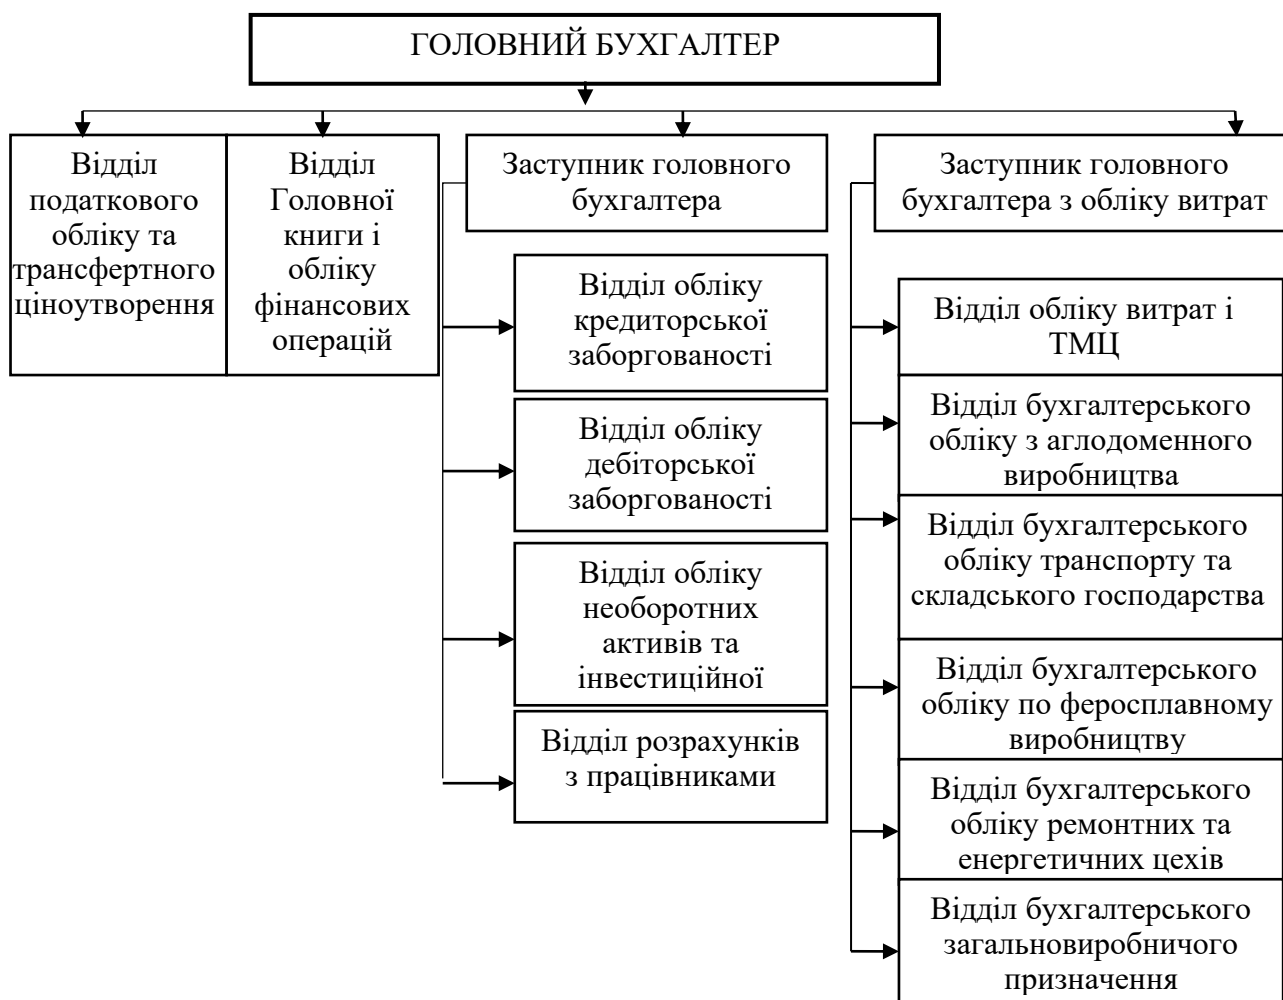 ГОЛОВНИЙ БУХГАЛТЕР
Відділ
податкового
обліку та
трансфертного
ціноутворення
Відділ
Головної
книги і
обліку
фінансових
операцій
Заступник головного
бухгалтера
Відділ обліку
кредиторської
заборгованості
Відділ обліку
дебіторської
заборгованості
Відділ обліку
необоротних
активів та
інвестиційної
Відділ розрахунків
з працівниками
Заступник головного
бухгалтера з обліку витрат
Відділ обліку витрат і
ТМЦ
Відділ бухгалтерського
обліку з аглодоменного
виробництва
Відділ бухгалтерського
обліку транспорту та
складського господарства
Відділ бухгалтерського
обліку по феросплавному
виробництву
Відділ бухгалтерського
обліку ремонтних та
енергетичних цехів
Відділ бухгалтерського
загальновиробничого
призначення